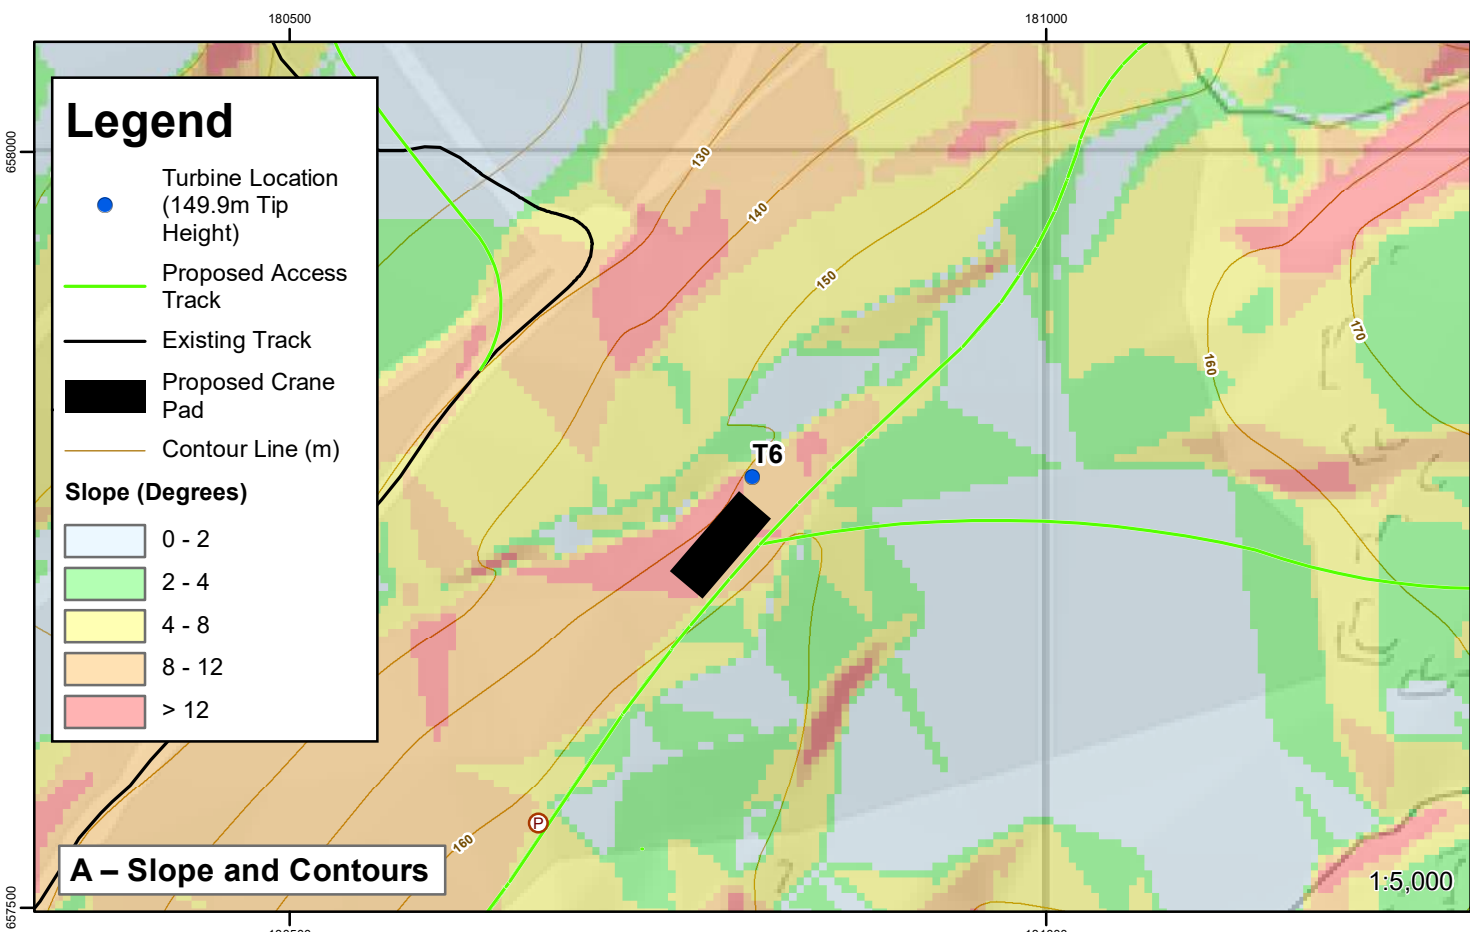 180500
181000
658000
Legend
Turbine Location
(149.9m Tip
Height)
Proposed Access
Track
Existing Track
Proposed Crane
Pad
Contour Line (m)
Slope (Degrees)
0 - 2
2 - 4
4 - 8
8 - 12
> 12
130
140
150
160
170
T6
P
160
A – Slope and Contours
1:5,000
657500
180500
181000